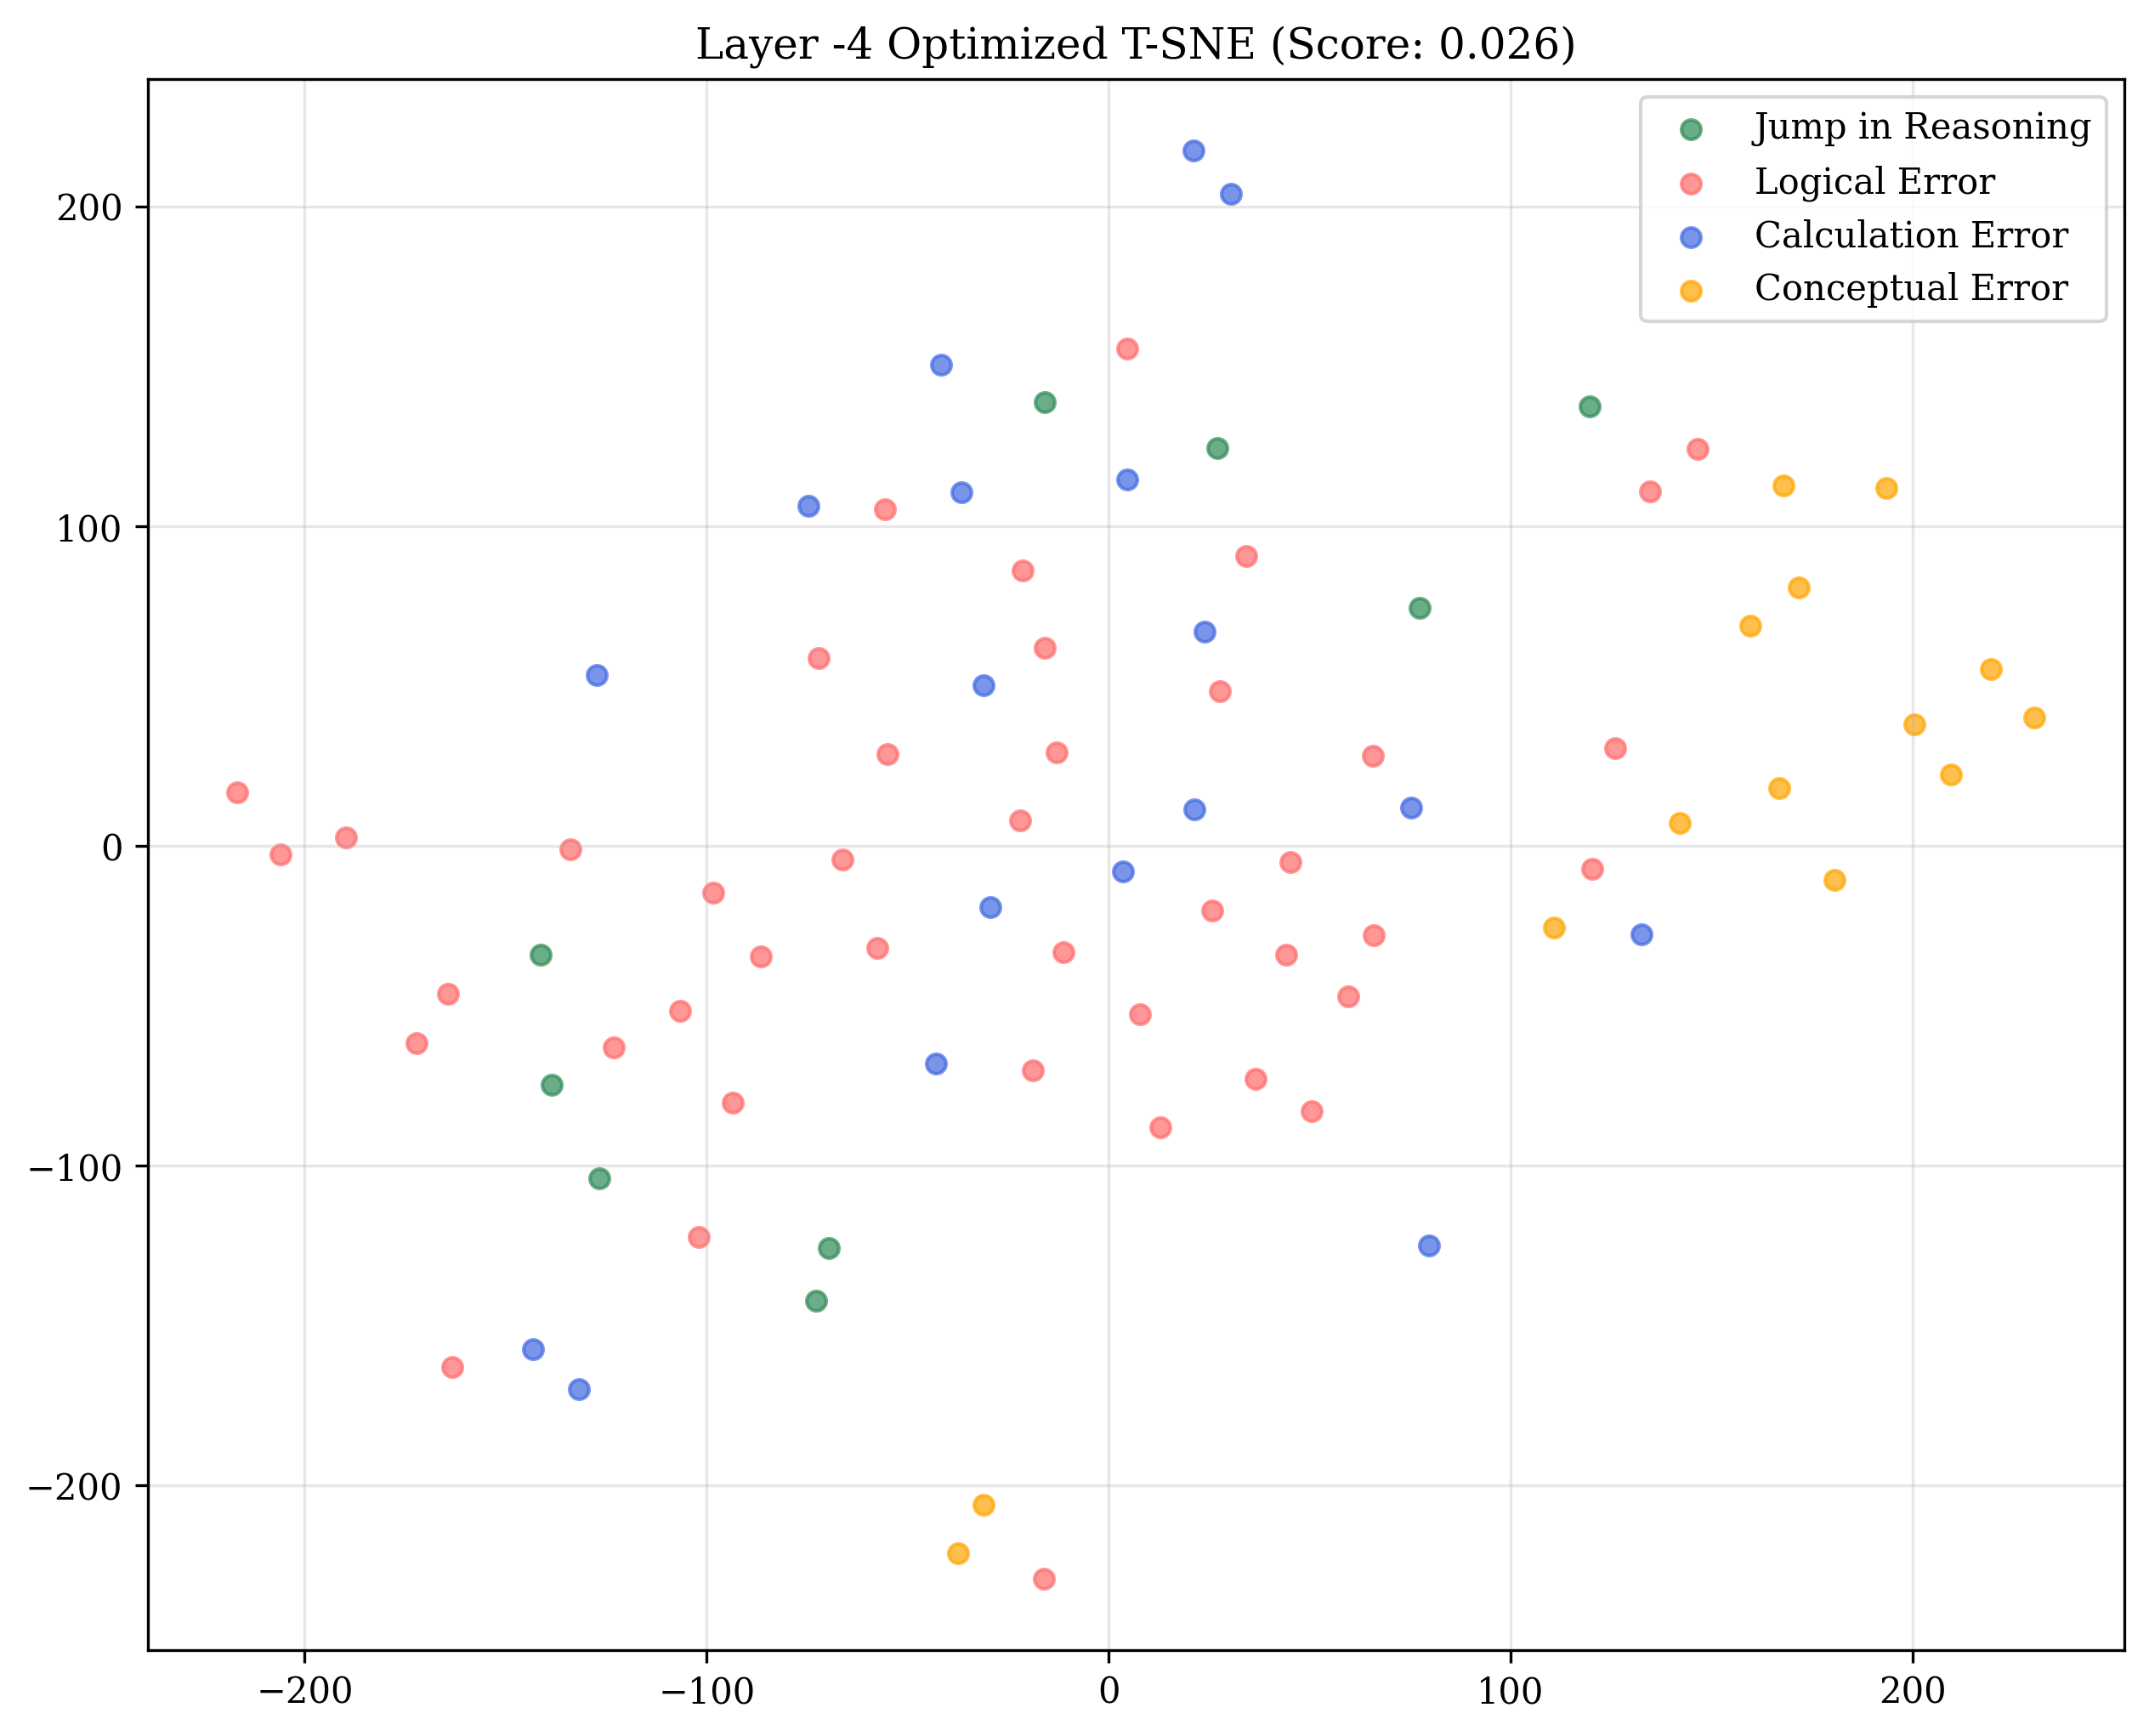 Layer -4 Optimized T-SNE (Score: 0.026)
Jump in Reasoning
Logical Error
Calculation Error
Conceptual Error
200
100
0
−100
−200
−200 −100 0 100 200